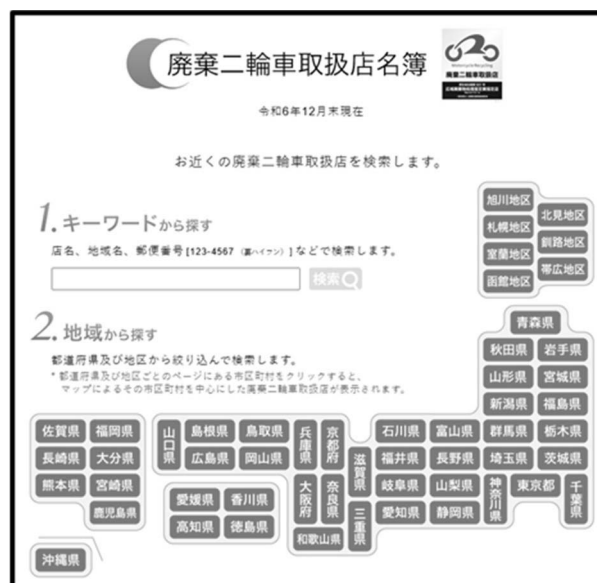 廃棄二輪車取扱店名簿
Motorcycle Recycling
廃棄二輪車取扱店
令和6年12月末現在
お近くの廃棄二輪車取扱店を検索します。
1.キーワードから探す
店名、地域名、郵便番号[123-4567 (要ハイフン)]などで検索します。
検索
2.地域から探す
都道府県及び地区から絞り込んで検索します。
* 都道府県及び地区ごとのページにある市区町村をクリックすると、
マップによるその市区町村を中心にした廃棄二輪車取扱店が表示されます。
旭川地区
北見地区
札幌地区
釧路地区
室蘭地区
帯広地区
函館地区
青森県
秋田県 岩手県
山形県 宮城県
新潟県 福島県
佐賀県 福岡県
長崎県 大分県
熊本県 宮崎県
鹿児島県
沖縄県
山口県
島根県 鳥取県
広島県 岡山県
愛媛県 香川県
高知県 徳島県
兵庫県
京都府
大阪府
奈良県
和歌山県
滋賀県
三重県
石川県 富山県 群馬県 栃木県
福井県 長野県 埼玉県 茨城県
岐阜県 山梨県
愛知県 静岡県
神奈川県
東京都
千葉県